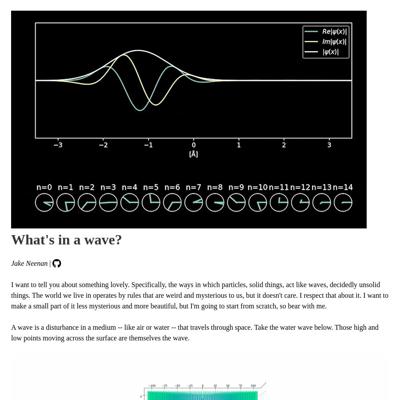 Re|ψ(x)|
Im|ψ(x)|
|ψ(x)|
−3 −2 −1 0 1 2 3
[Å]
n=0 n=1 n=2 n=3 n=4 n=5 n=6 n=7 n=8 n=9 n=10 n=11 n=12 n=13 n=14
What's in a wave?
Jake Keenan |
I want to tell you about something lovely. Specifically, the ways in which particles, solid things, act like waves, decidedly unsolid
things. The world we live in operates by rules that are weird and mysterious to us, but it doesn't care. I respect that about it. I want to
make a small part of it less mysterious and more beautiful, but I'm going to start from scratch, so bear with me.
A wave is a disturbance in a medium -- like air or water -- that travels through space. Take the water wave below. Those high and
low points moving across the surface are themselves the wave.